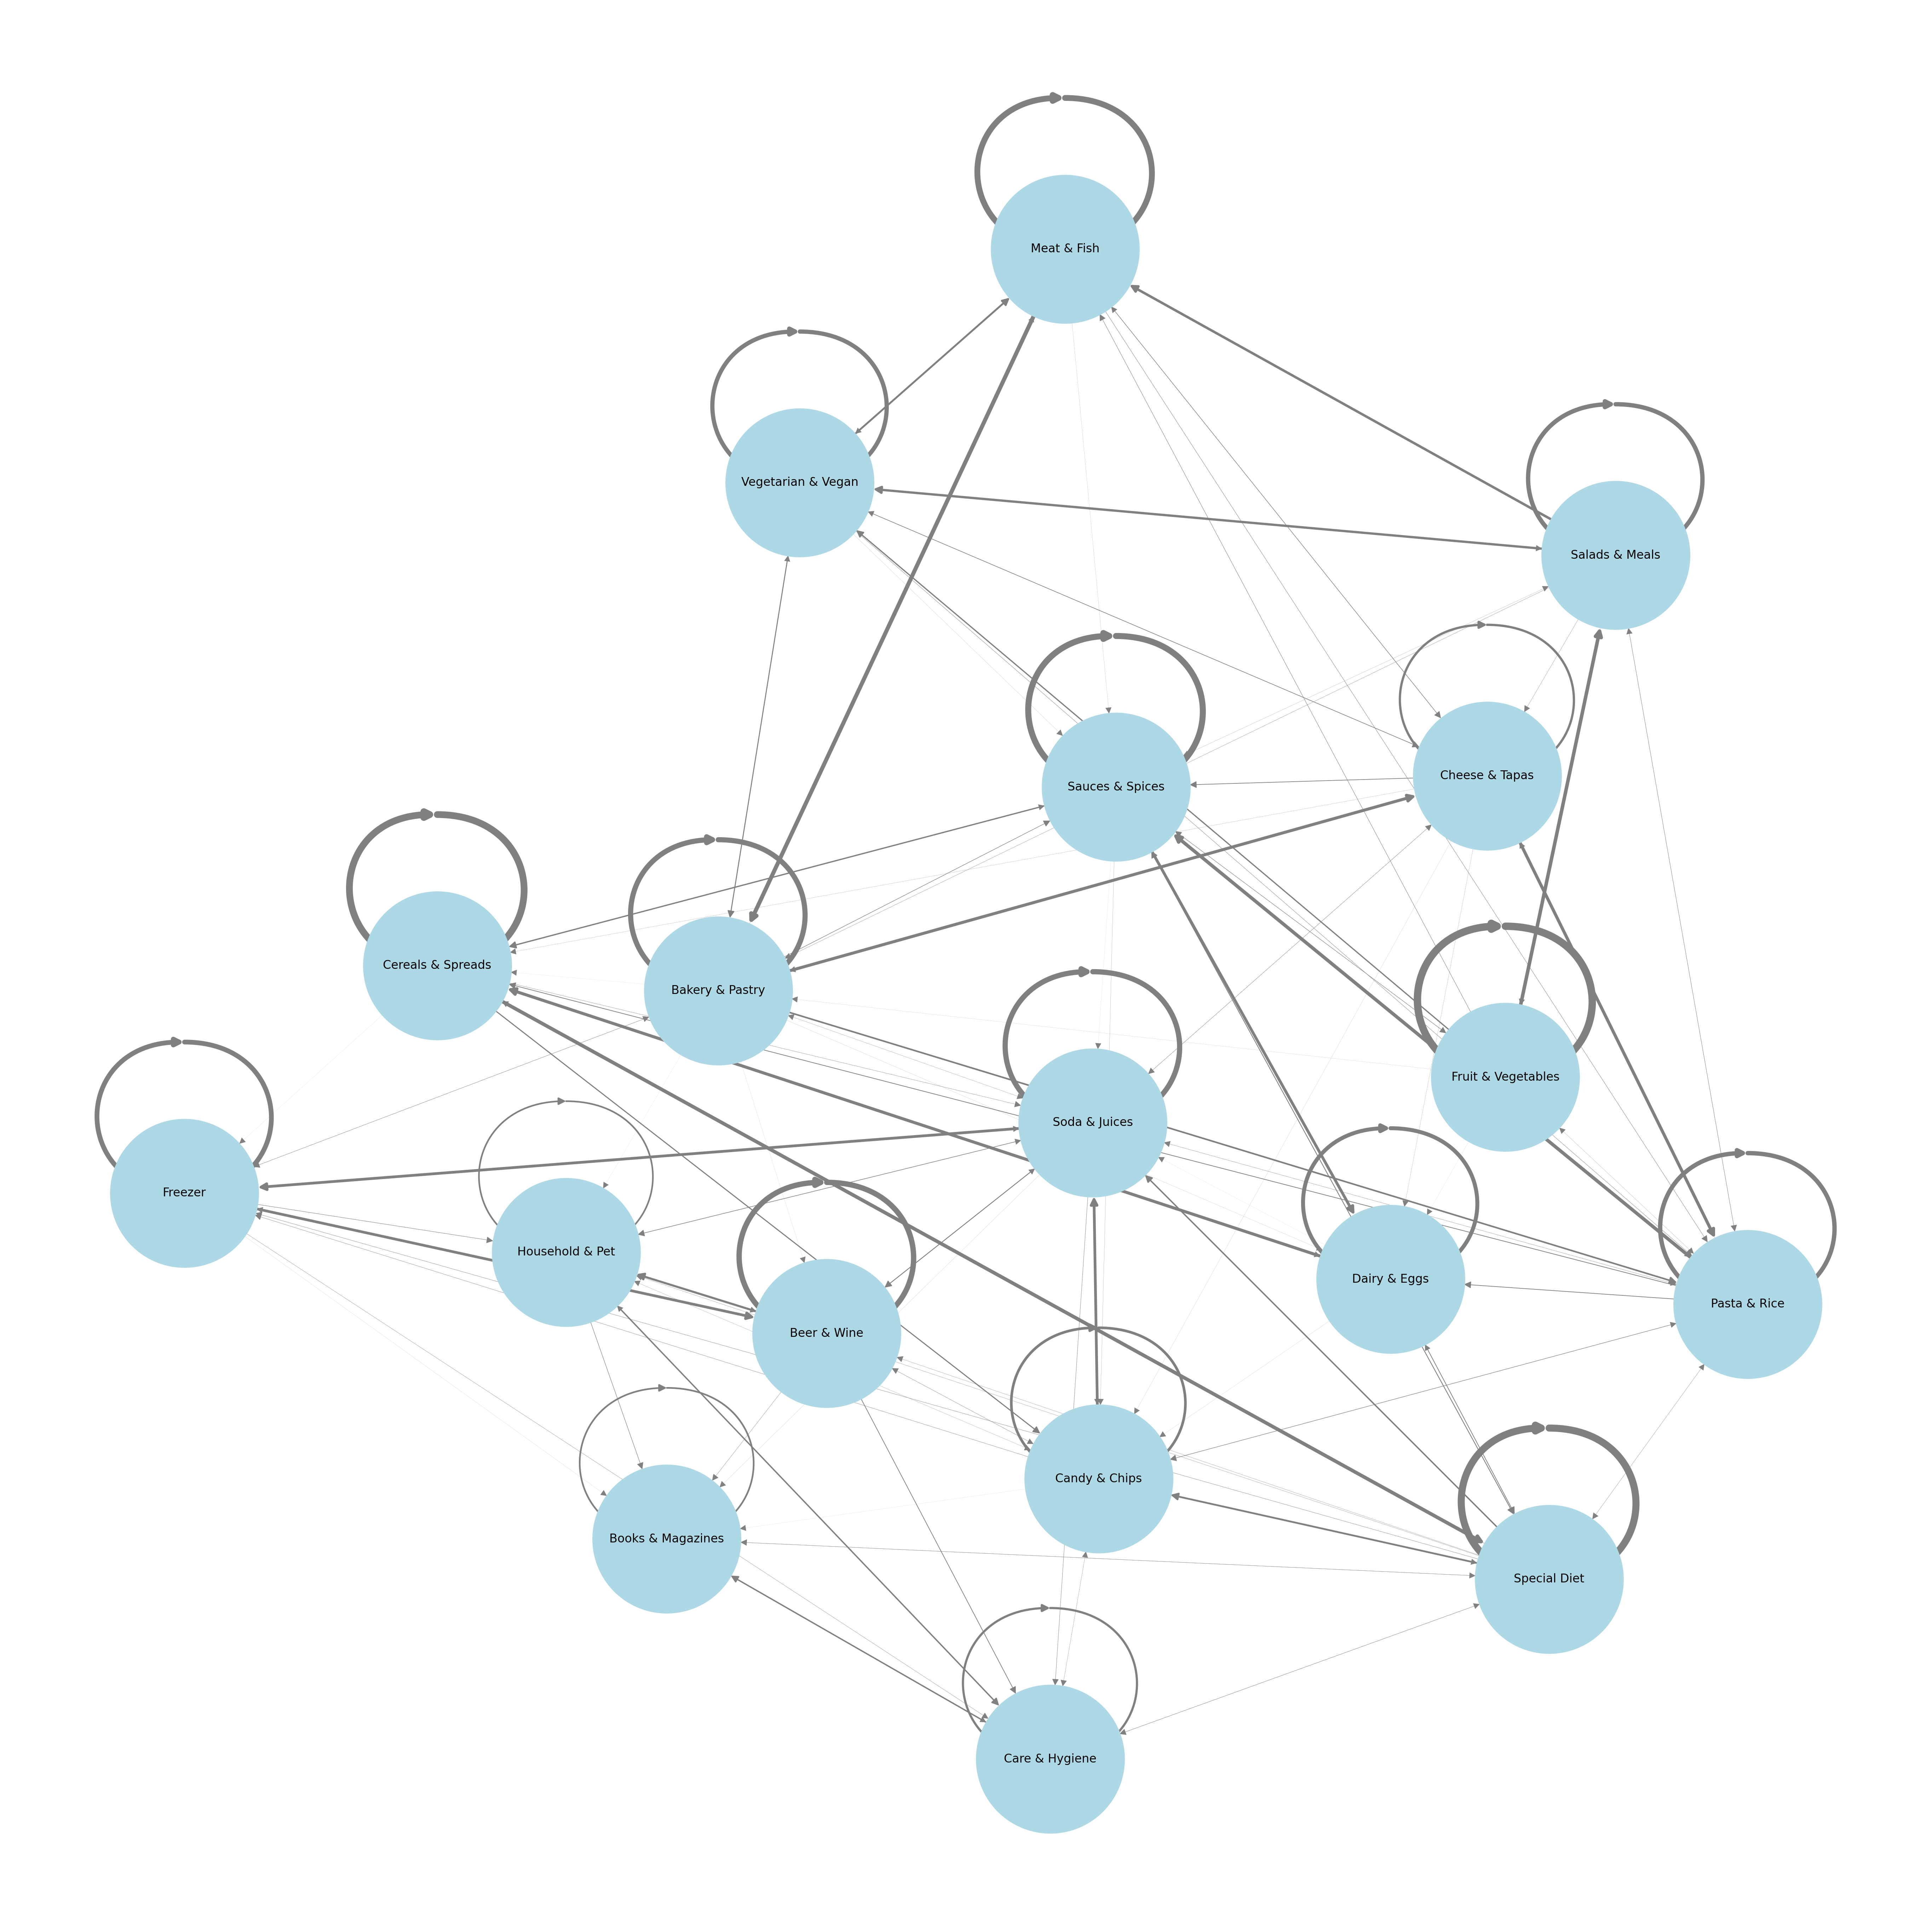 Meat & Fish
Vegetarian & Vegan
Salads & Meals
Cheese & Tapas
Sauces & Spices
Cereals & Spreads
Bakery & Pastry
Fruit & Vegetables
Soda & Juices
Freezer
Household & Pet
Dairy & Eggs
Pasta & Rice
Beer & Wine
Candy & Chips
Books & Magazines
Special Diet
Care & Hygiene